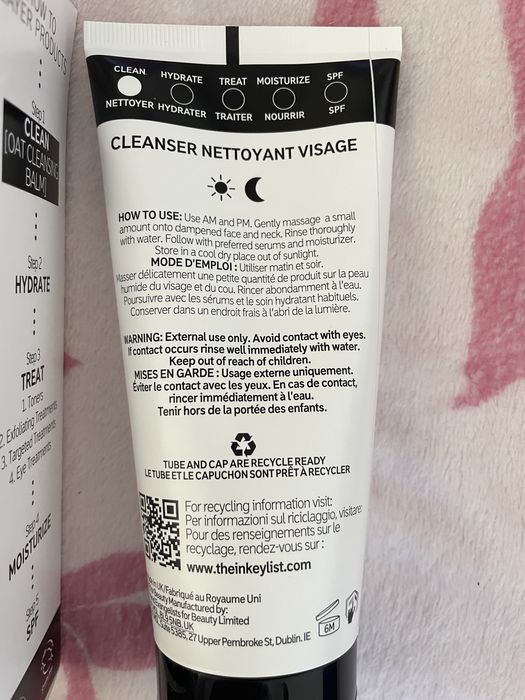 HOW TO
LAYER PRODUCTS
Step 1
CLEAN
[OAT CLEANSING
BALM]
Step 2
HYDRATE
Step 3
TREAT
1. Toners
2. Exfoliating Treatments
3. Targeted Treatments
4. Eye Treatments
Step 4
MOISTURIZE
Step 5
SPF
CLEAN HYDRATE TREAT MOISTURIZE SPF
NETTOYER HYDRATER TRAITER NOURRIR SPF
CLEANSER NETTOYANT VISAGE
HOW TO USE: Use AM and PM. Gently massage a small
amount onto dampened face and neck. Rinse thoroughly
with water. Follow with preferred serums and moisturizer.
Store in a cool dry place out of sunlight.
MODE D'EMPLOI : Utiliser matin et soir.
Masser délicatement une petite quantité de produit sur la peau
humide du visage et du cou. Rincer abondamment à l'eau.
Poursuivre avec les sérums et le soin hydratant habituels.
Conserver dans un endroit frais à l'abri de la lumière.
WARNING: External use only. Avoid contact with eyes.
If contact occurs rinse well immediately with water.
Keep out of reach of children.
MISES EN GARDE : Usage externe uniquement.
Éviter le contact avec les yeux. En cas de contact,
rincer immédiatement à l'eau.
Tenir hors de la portée des enfants.
TUBE AND CAP ARE RECYCLE READY
LE TUBE ET LE CAPUCHON SONT PRÊT À RECYCLER
For recycling information visit:
Per informazioni sul riciclaggio, visitare:
Pour des renseignements sur le
recyclage, rendez-vous sur :
www.theinkeylist.com
in UK/Fabriqué au Royaume Uni
Beauty Manufactured by:
Evangelists for Beauty Limited
5NB, UK
Suite 5385, 27 Upper Pembroke St, Dublin. IE
6M